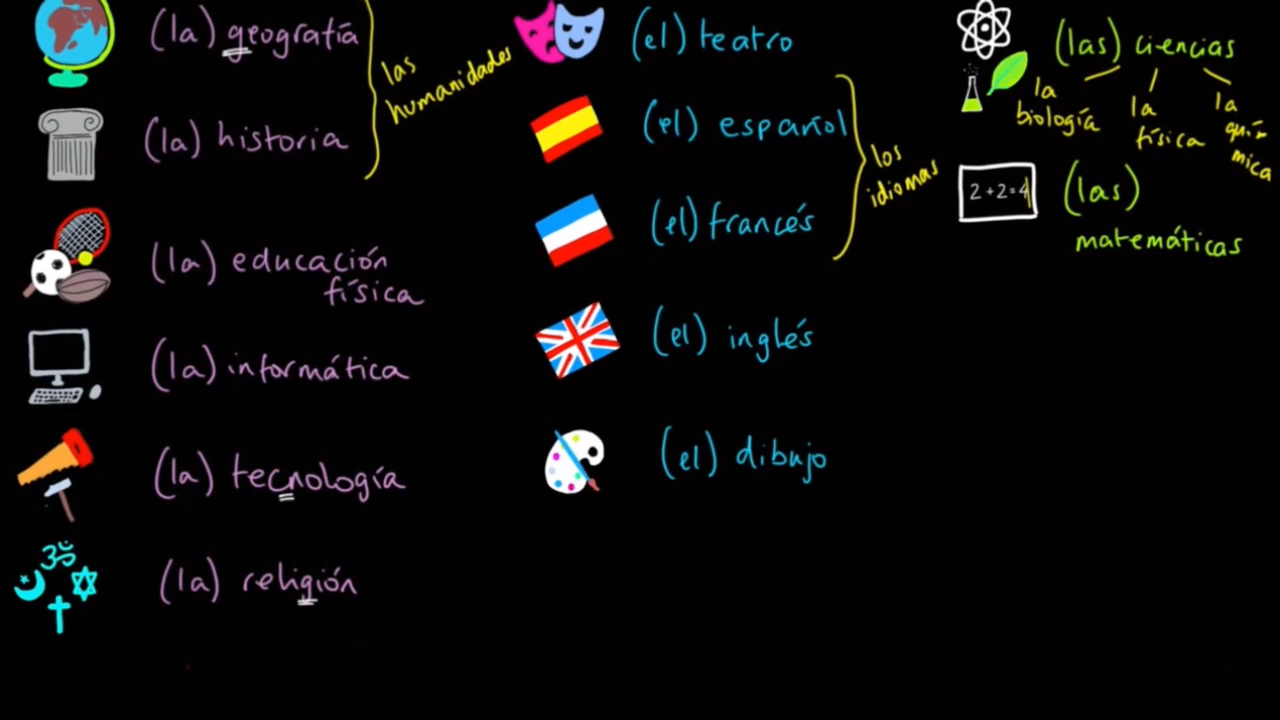 (la) geografía
las
humanidades
(la) historia
(la) educación
física
(la) informática
(la) tecnología
(la) religión
(el) teatro
(el) español
(el) francés
los
idiomas
(el) inglés
(el) dibujo
(las) ciencias
la
biología
la
física
la
quí-
mica
2+2=4
(las)
matemáticas